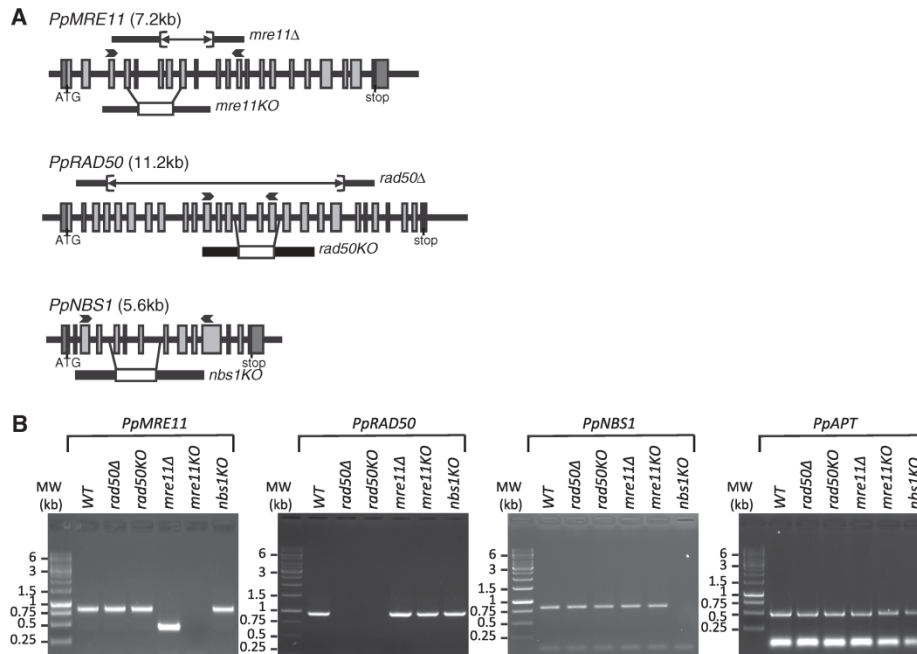 A
PpMRE11 (7.2kb)
mre11Δ
ATG
stop
mre11KO
PpRAD50 (11.2kb)
rad50Δ
ATG
stop
rad50KO
PpNBS1 (5.6kb)
ATG
stop
nbs1KO
B
PpMRE11
PpRAD50
PpNBS1
PpAPT
MW (kb)
WT
rad50Δ
rad50KO
mre11Δ
mre11KO
nbs1KO
6
3
1.5
1
0.75
0.5
0.25
MW (kb)
WT
rad50Δ
rad50KO
mre11Δ
mre11KO
nbs1KO
6
3
1.5
1
0.75
0.5
0.25
MW (kb)
WT
rad50Δ
rad50KO
mre11Δ
mre11KO
nbs1KO
6
3
1.5
1
0.75
0.5
0.25
MW (kb)
WT
rad50Δ
rad50KO
mre11Δ
mre11KO
nbs1KO
6
3
1.5
1
0.75
0.5
0.25